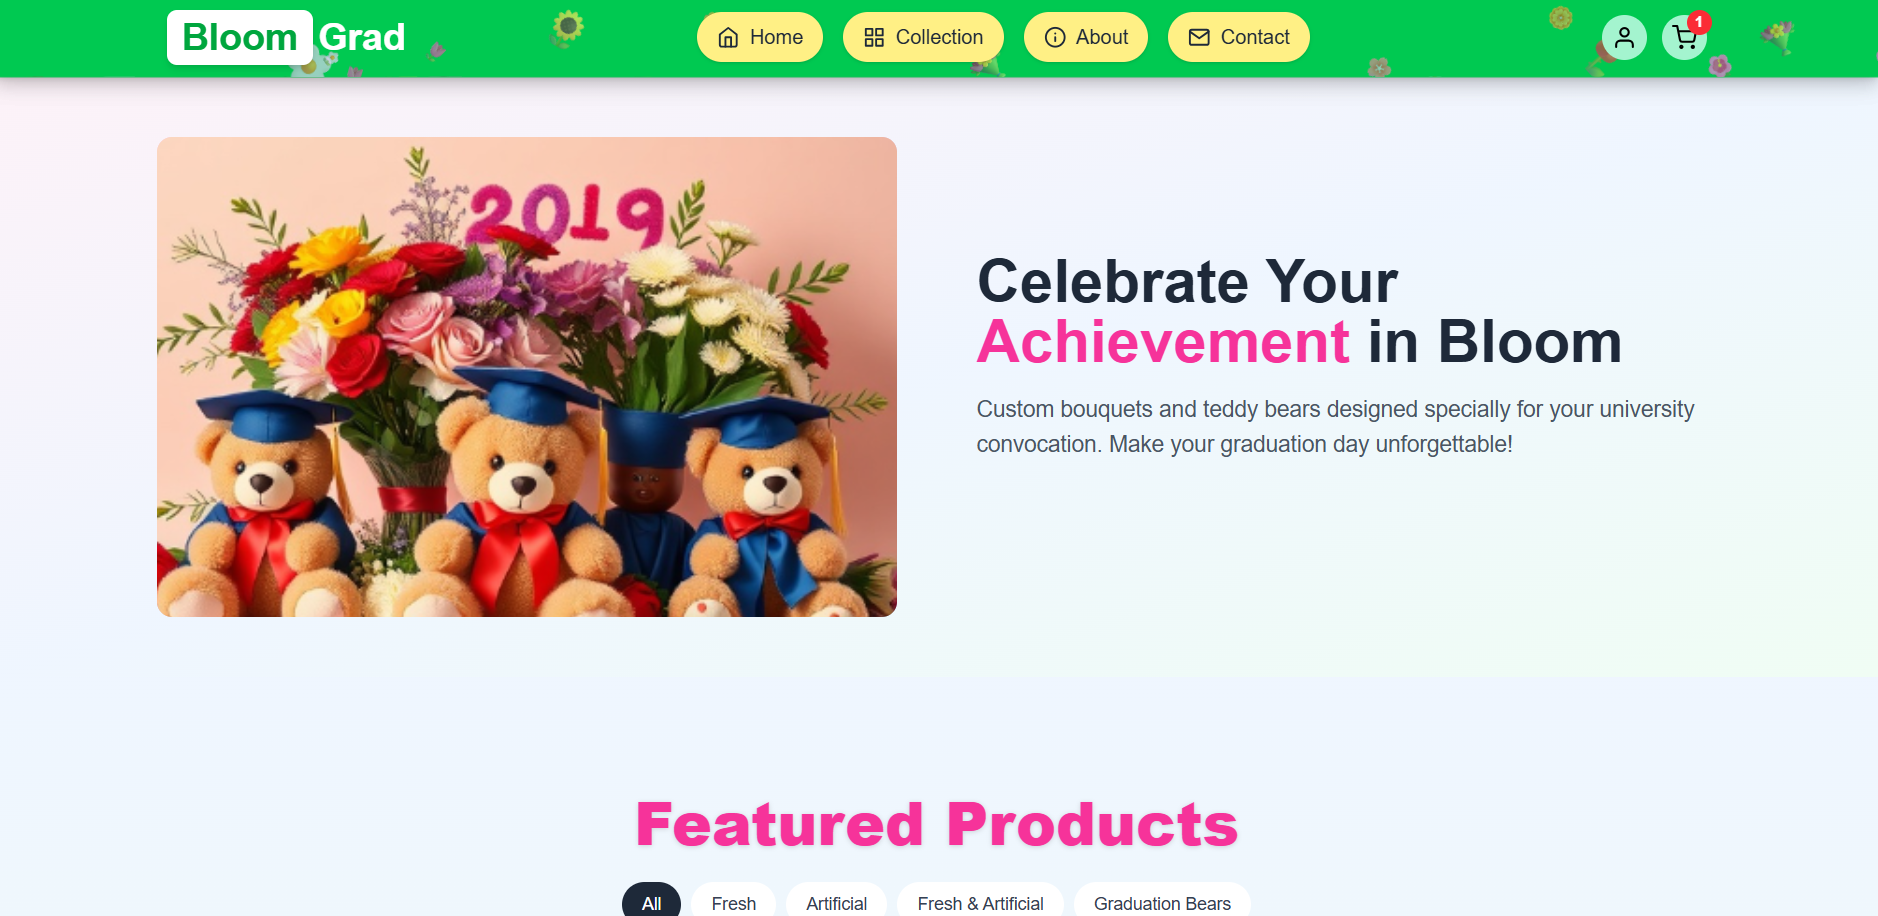 Bloom Grad
Home
Collection
About
Contact
1
2019
Celebrate Your
Achievement in Bloom
Custom bouquets and teddy bears designed specially for your university
convocation. Make your graduation day unforgettable!
Featured Products
All
Fresh
Artificial
Fresh & Artificial
Graduation Bears